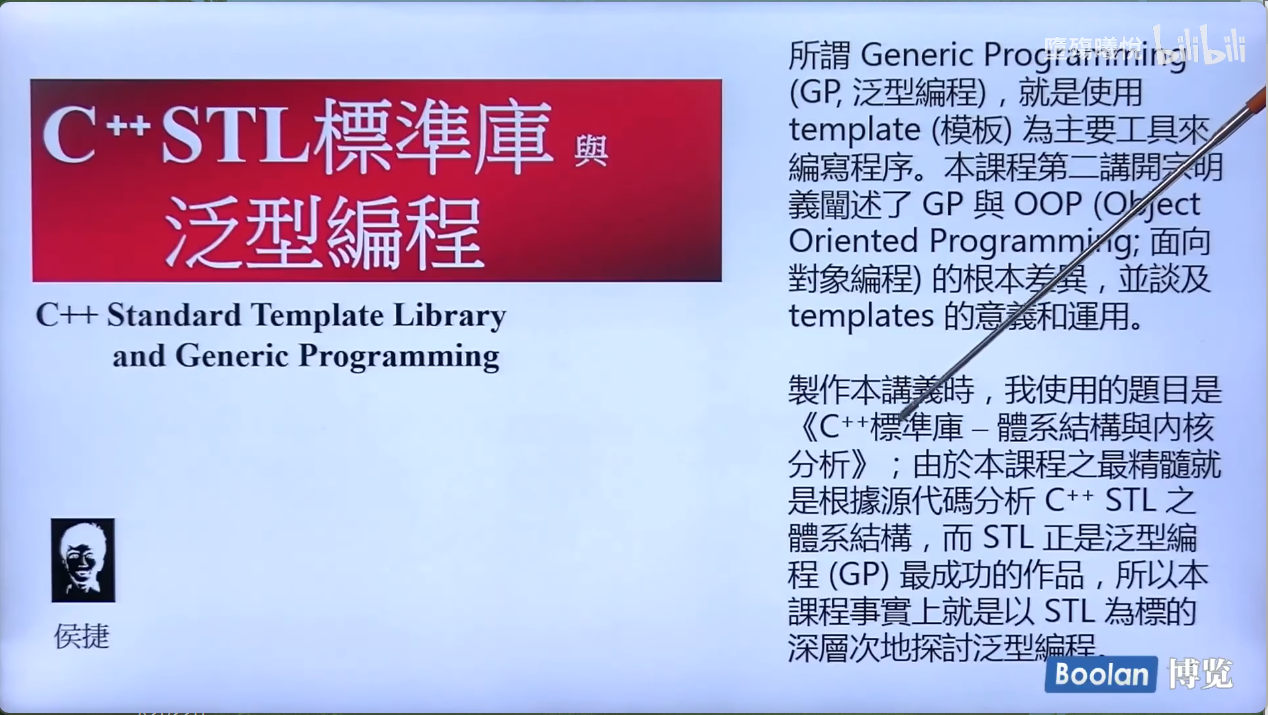 C++ STL標準庫 與
泛型編程
C++ Standard Template Library
and Generic Programming
侯捷
所謂 Generic Programming
(GP, 泛型編程)，就是使用
template (模板) 為主要工具來
編寫程序。本課程第二講開宗明
義闡述了 GP 與 OOP (Object
Oriented Programming; 面向
對象編程) 的根本差異，並談及
templates 的意義和運用。
製作本講義時，我使用的題目是
《C++標準庫 – 體系結構與內核
分析》；由於本課程之最精髓就
是根據源代碼分析 C++ STL 之
體系結構，而 STL 正是泛型編
程 (GP) 最成功的作品，所以本
課程事實上就是以 STL 為標的
深層次地探討泛型編程。
bilibili
Boolan 博览